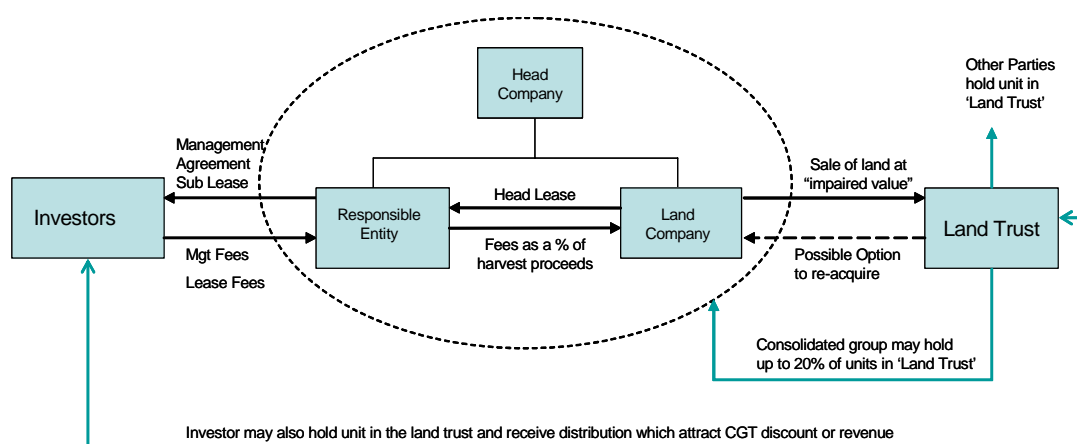 Head
Company
Other Parties
hold unit in
'Land Trust'
Management
Agreement
Sub Lease
Sale of land at
"impaired value"
Investors
Responsible
Entity
Head Lease
Land
Company
Land Trust
Mgt Fees
Lease Fees
Fees as a % of
harvest proceeds
Possible Option
to re-acquire
Consolidated group may hold
up to 20% of units in 'Land Trust'
Investor may also hold unit in the land trust and receive distribution which attract CGT discount or revenue